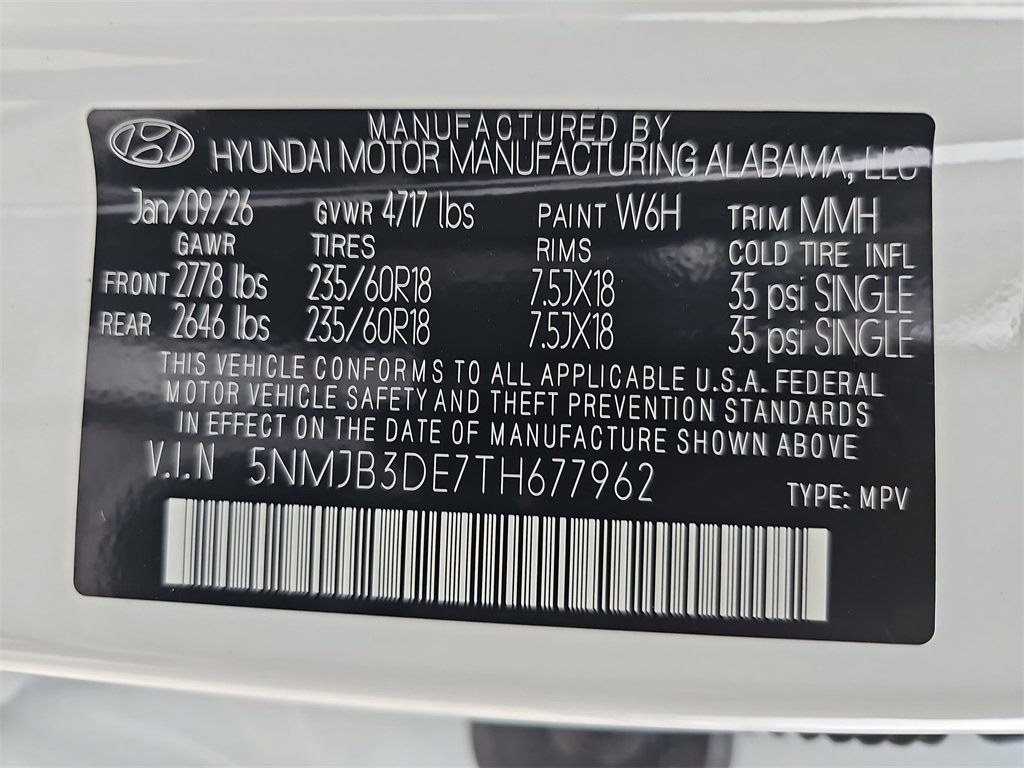 MANUFACTURED BY
HYUNDAI MOTOR MANUFACTURING ALABAMA, LLC
Jan/09/26 GVWR 4717 lbs PAINT W6H TRIM MMH
GAWR TIRES RIMS COLD TIRE INFL
FRONT 2778 lbs 235/60R18 7.5JX18 35 psi SINGLE
REAR 2646 lbs 235/60R18 7.5JX18 35 psi SINGLE
THIS VEHICLE CONFORMS TO ALL APPLICABLE U.S.A. FEDERAL
MOTOR VEHICLE SAFETY AND THEFT PREVENTION STANDARDS
IN EFFECT ON THE DATE OF MANUFACTURE SHOWN ABOVE
V.I.N 5NMJB3DE7TH677962
TYPE: MPV